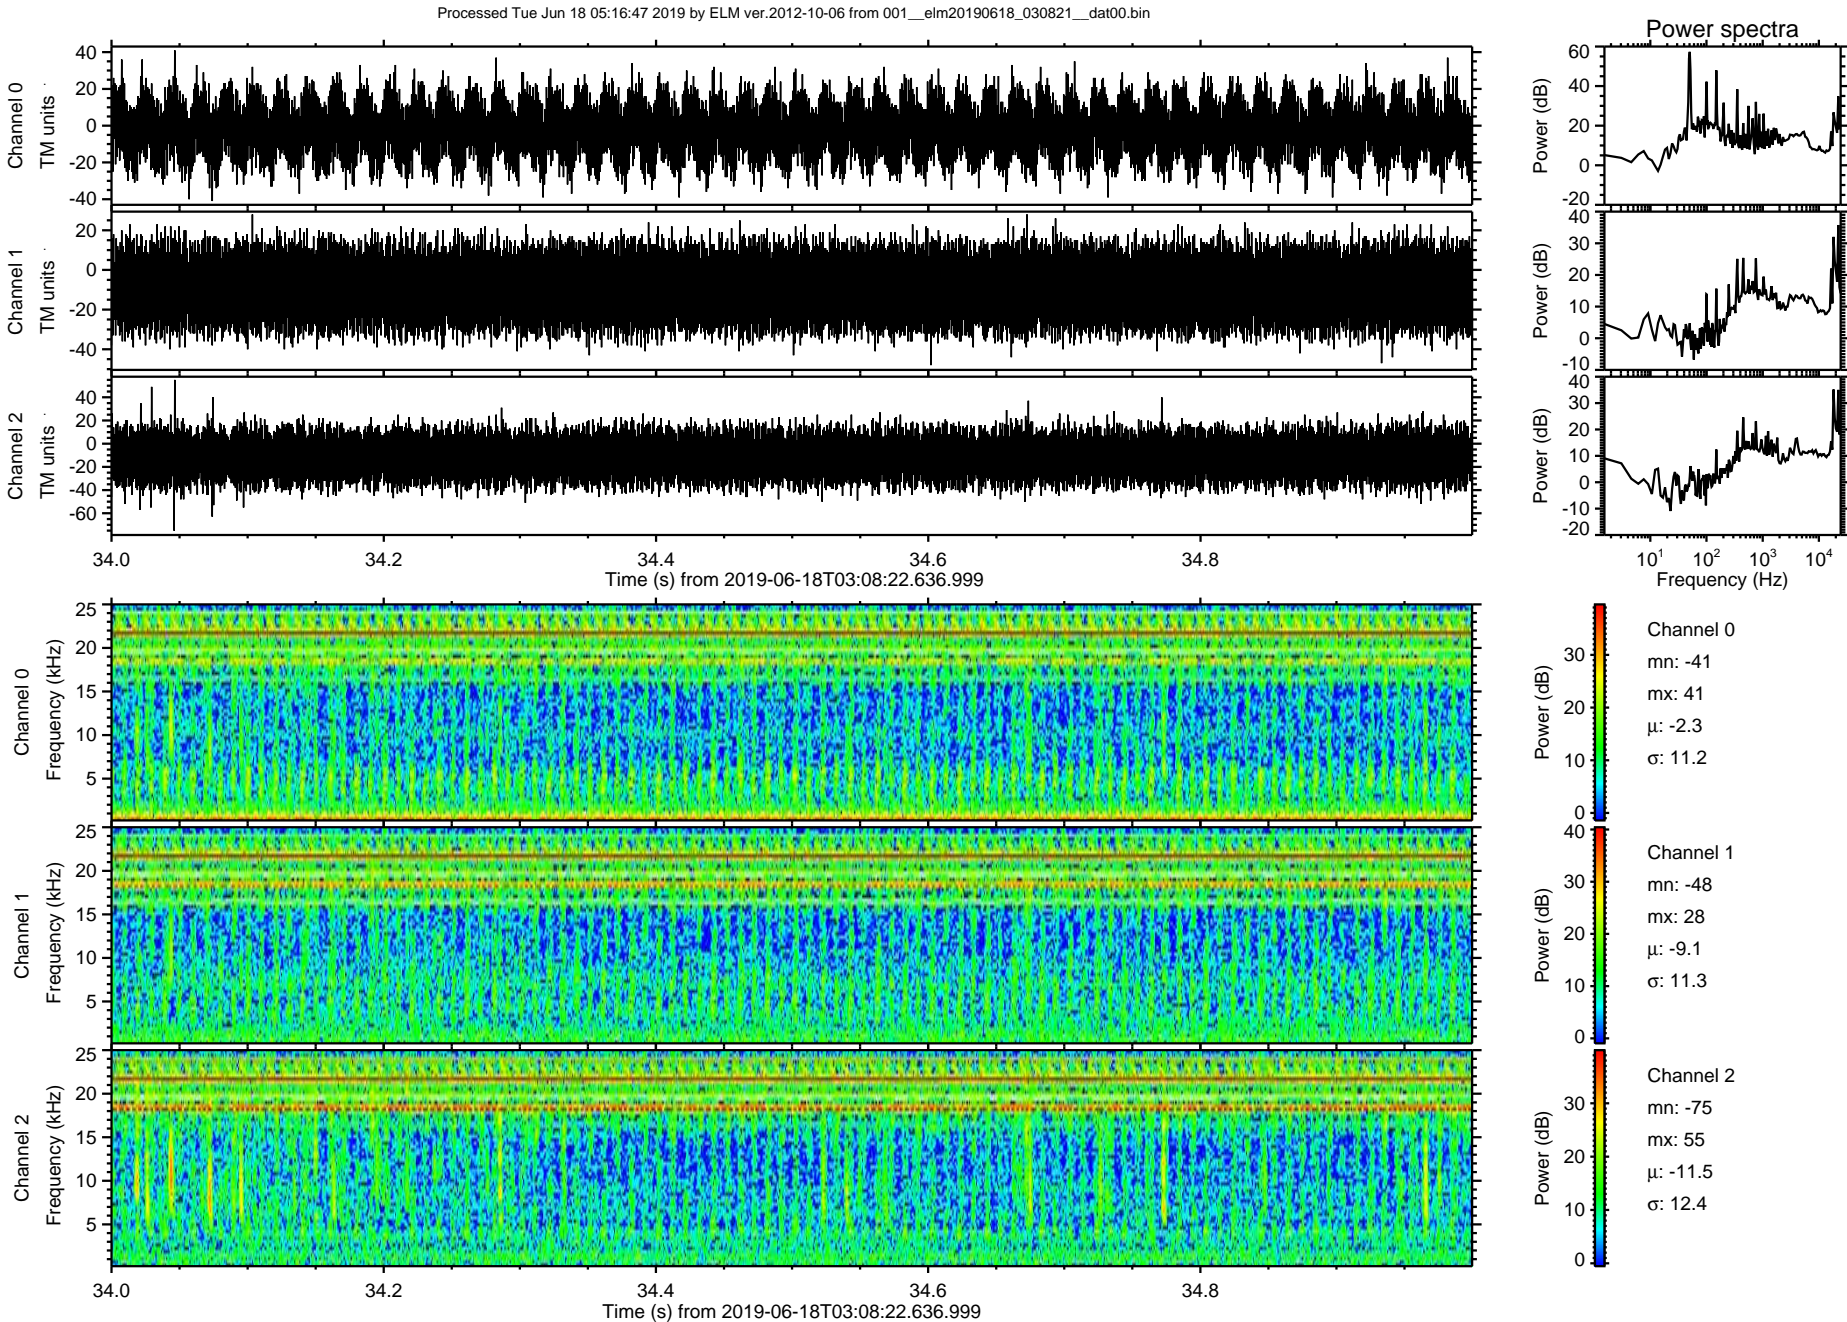 Processed Tue Jun 18 05:16:47 2019 by ELM ver.2012-10-06 from 001__elm20190618_030821__dat00.bin
Power spectra
Channel 0
TM units
40
20
0
-20
-40
Power (dB)
60
40
20
0
-20
Channel 1
TM units
20
0
-20
-40
Power (dB)
40
30
20
10
0
-10
Channel 2
TM units
40
20
0
-20
-40
-60
Power (dB)
40
30
20
10
0
-10
-20
34.0 34.2 34.4 34.6 34.8
Time (s) from 2019-06-18T03:08:22.636.999
10¹ 10² 10³ 10⁴
Frequency (Hz)
Channel 0
Frequency (kHz)
25
20
15
10
5
Power (dB)
30
20
10
0
Channel 0
mn: -41
mx: 41
μ: -2.3
σ: 11.2
Channel 1
Frequency (kHz)
25
20
15
10
5
Power (dB)
40
30
20
10
0
Channel 1
mn: -48
mx: 28
μ: -9.1
σ: 11.3
Channel 2
Frequency (kHz)
25
20
15
10
5
Power (dB)
30
20
10
0
Channel 2
mn: -75
mx: 55
μ: -11.5
σ: 12.4
34.0 34.2 34.4 34.6 34.8
Time (s) from 2019-06-18T03:08:22.636.999